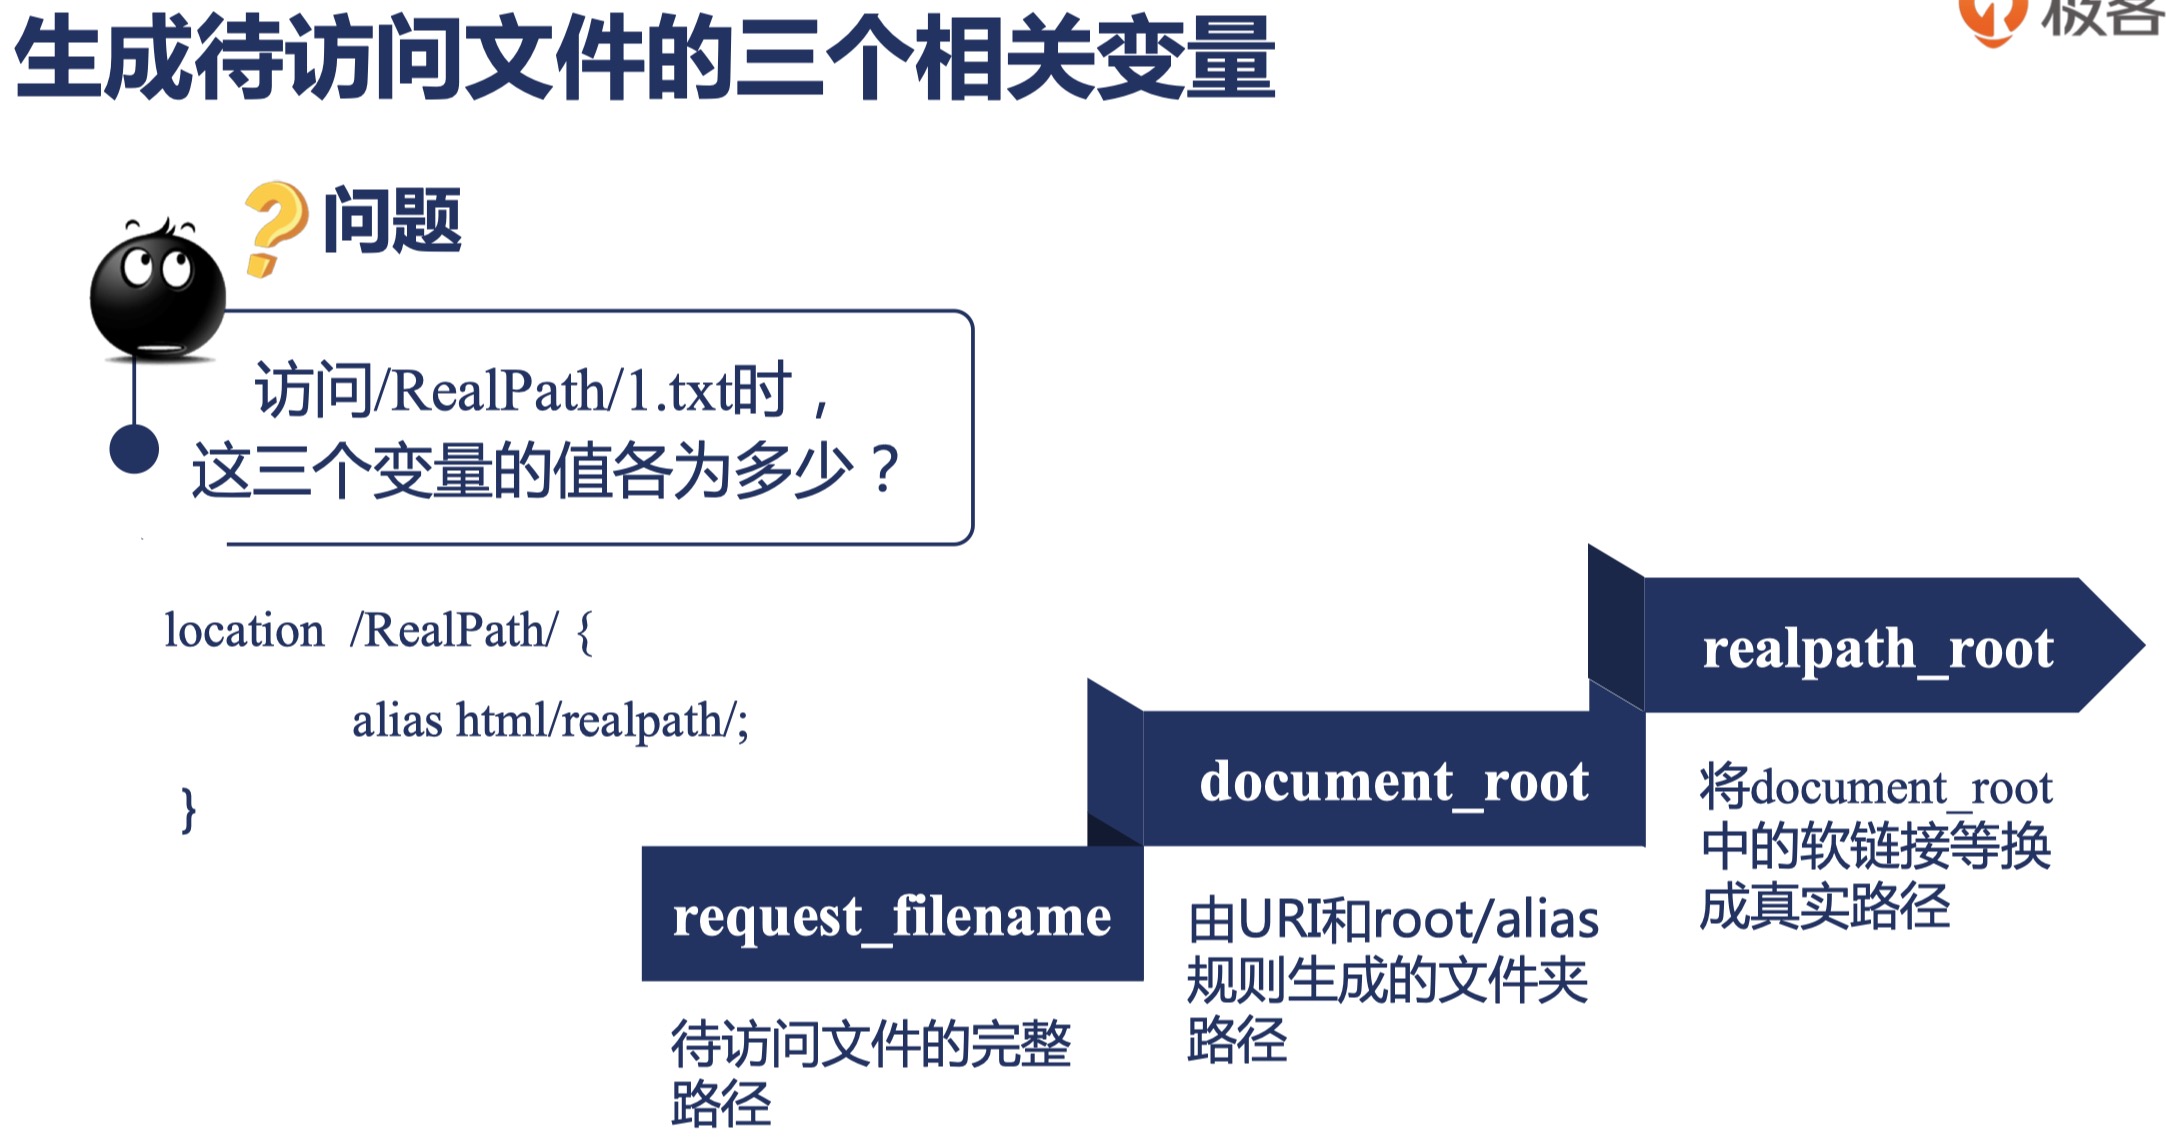 生成待访问文件的三个相关变量
极客
问题
访问/RealPath/1.txt时，
这三个变量的值各为多少？
location /RealPath/ {
alias html/realpath/;
}
request_filename
待访问文件的完整
路径
document_root
由URI和root/alias
规则生成的文件夹
路径
realpath_root
将document_root
中的软链接等换
成真实路径